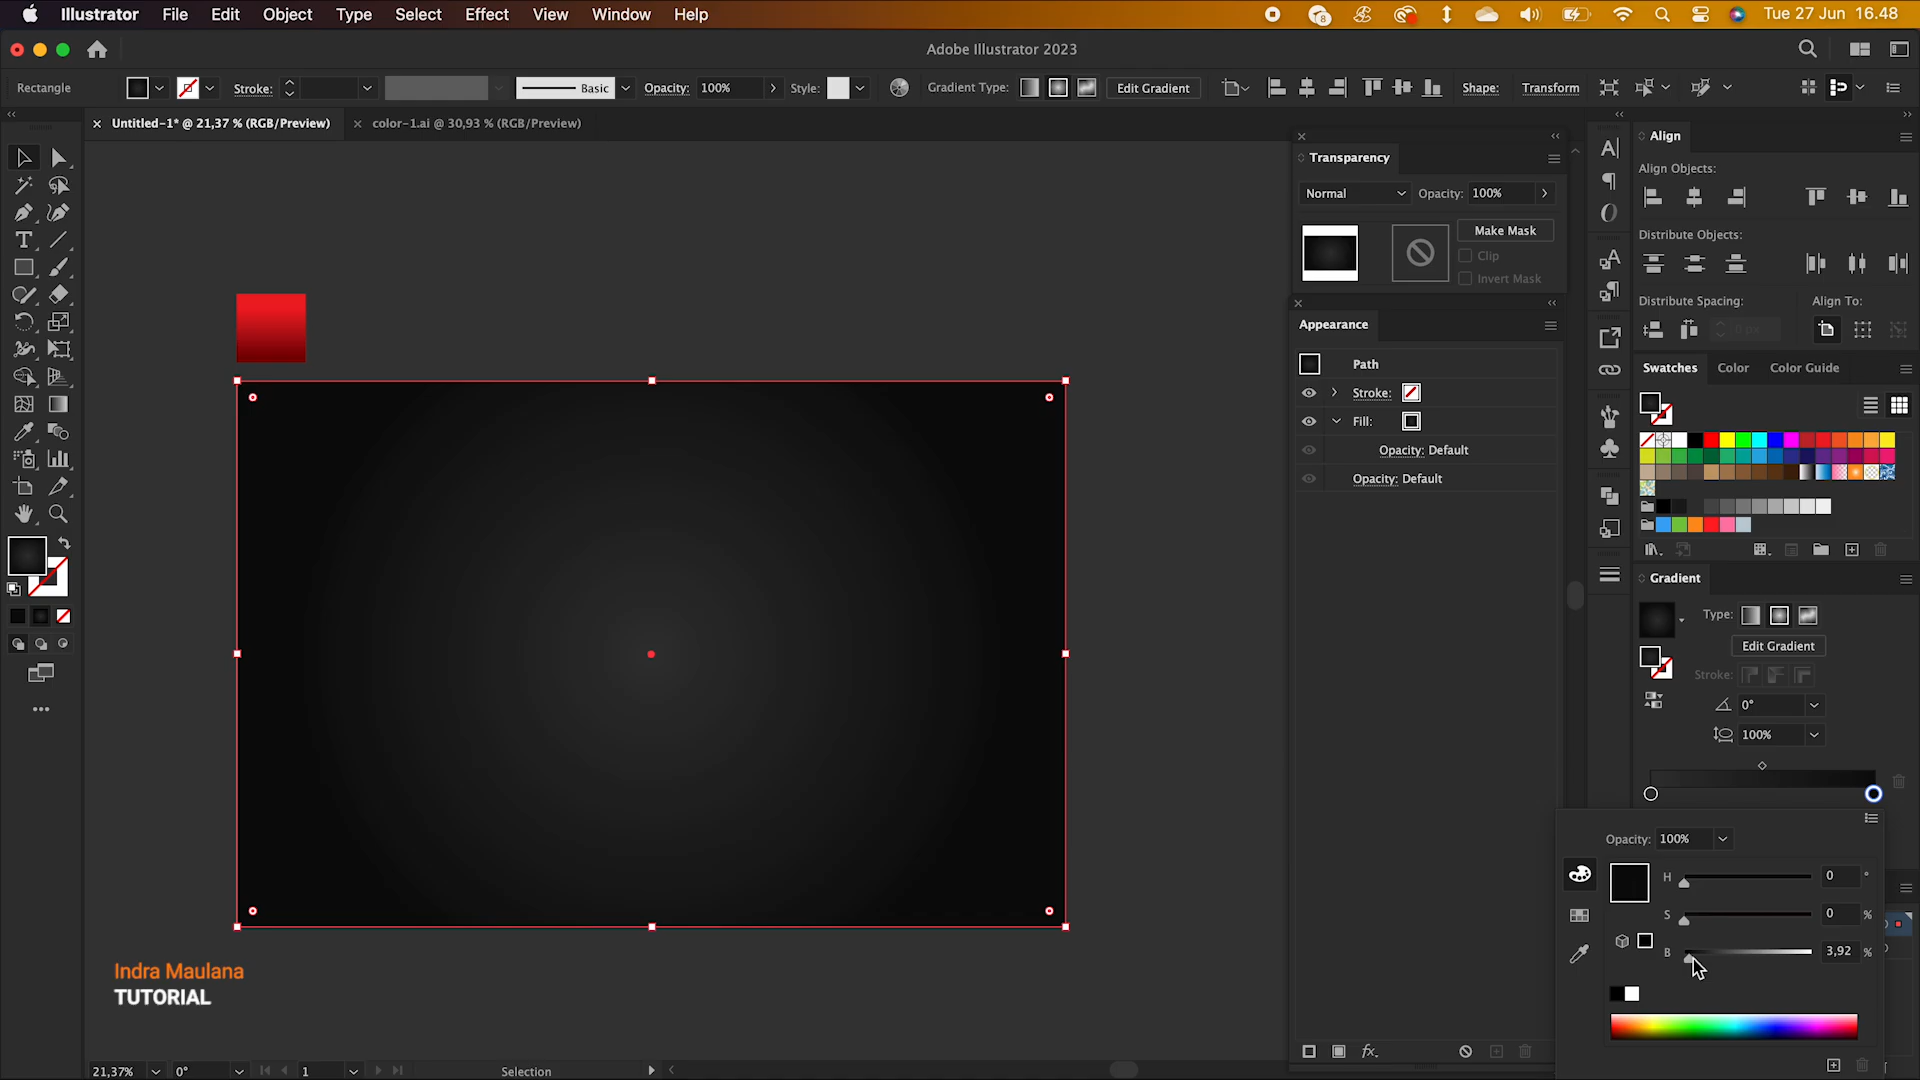 Illustrator File Edit Object Type Select Effect View Window Help
8
Tue 27 Jun 16.48
Adobe Illustrator 2023
Rectangle
Stroke:
Basic
Opacity: 100%
Style:
Gradient Type:
Edit Gradient
Shape:
Transform
Untitled-1* @ 21,37 % (RGB/Preview)
color-1.ai @ 30,93 % (RGB/Preview)
Transparency
Normal
Opacity: 100%
Make Mask
Clip
Invert Mask
Appearance
Path
Stroke:
Fill:
Opacity: Default
Opacity: Default
Align
Align Objects:
Distribute Objects:
Distribute Spacing:
Align To:
0 px
Swatches Color Color Guide
Gradient
Type:
Edit Gradient
Stroke:
0°
100%
Opacity: 100%
H 0 °
S 0 %
B 3,92 %
Indra Maulana
TUTORIAL
21,37%
0°
1
Selection